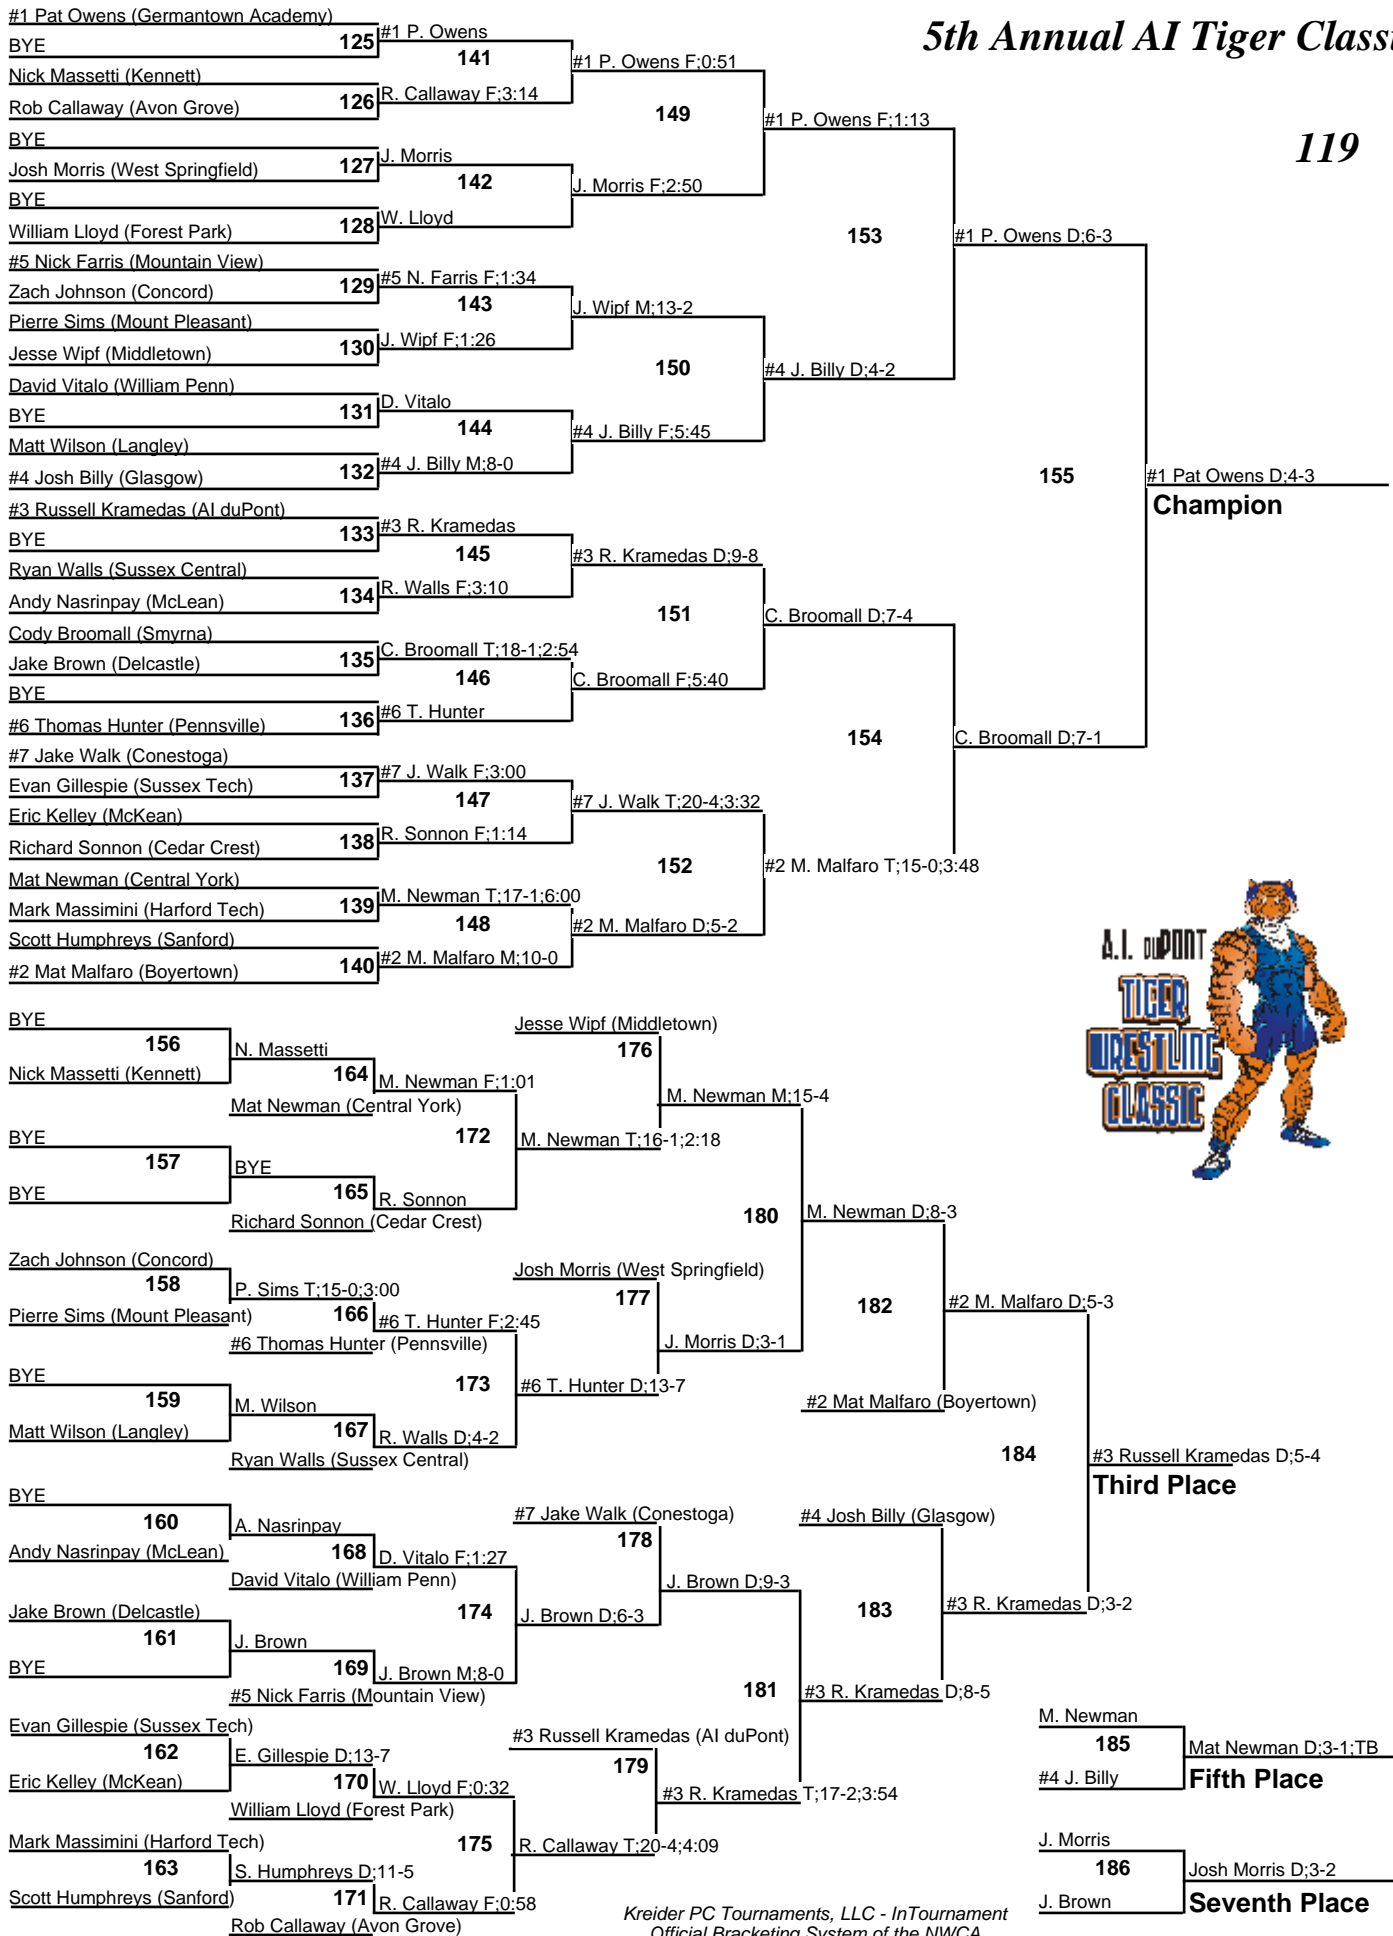 5th Annual AI Tiger Classi
119
#1 Pat Owens (Germantown Academy)
BYE
125
#1 P. Owens
141
Nick Massetti (Kennett)
Rob Callaway (Avon Grove)
126
R. Callaway F;3:14
#1 P. Owens F;0:51
149
BYE
Josh Morris (West Springfield)
127
J. Morris
142
BYE
William Lloyd (Forest Park)
128
W. Lloyd
J. Morris F;2:50
#1 P. Owens F;1:13
153
#5 Nick Farris (Mountain View)
Zach Johnson (Concord)
129
#5 N. Farris F;1:34
143
Pierre Sims (Mount Pleasant)
Jesse Wipf (Middletown)
130
J. Wipf F;1:26
J. Wipf M;13-2
150
David Vitalo (William Penn)
BYE
131
D. Vitalo
144
Matt Wilson (Langley)
#4 Josh Billy (Glasgow)
132
#4 J. Billy M;8-0
#4 J. Billy F;5:45
#4 J. Billy D;4-2
#1 P. Owens D;6-3
155
#1 Pat Owens D;4-3
Champion
#3 Russell Kramedas (AI duPont)
BYE
133
#3 R. Kramedas
145
Ryan Walls (Sussex Central)
Andy Nasrinpay (McLean)
134
R. Walls F;3:10
#3 R. Kramedas D;9-8
151
Cody Broomall (Smyrna)
Jake Brown (Delcastle)
135
C. Broomall T;18-1;2:54
146
BYE
#6 Thomas Hunter (Pennsville)
136
#6 T. Hunter
C. Broomall F;5:40
C. Broomall D;7-4
154
#7 Jake Walk (Conestoga)
Evan Gillespie (Sussex Tech)
137
#7 J. Walk F;3:00
147
Eric Kelley (McKean)
Richard Sonnon (Cedar Crest)
138
R. Sonnon F;1:14
#7 J. Walk T;20-4;3:32
152
Mat Newman (Central York)
Mark Massimini (Harford Tech)
139
M. Newman T;17-1;6:00
148
Scott Humphreys (Sanford)
#2 Mat Malfaro (Boyertown)
140
#2 M. Malfaro M;10-0
#2 M. Malfaro D;5-2
#2 M. Malfaro T;15-0;3:48
C. Broomall D;7-1
A.I. duPONT
TIGER
WRESTLING
CLASSIC
BYE
156
Nick Massetti (Kennett)
N. Massetti
164
Mat Newman (Central York)
M. Newman F;1:01
172
BYE
157
BYE
BYE
165
Richard Sonnon (Cedar Crest)
R. Sonnon
Jesse Wipf (Middletown)
176
M. Newman T;16-1;2:18
M. Newman M;15-4
180
Zach Johnson (Concord)
158
Pierre Sims (Mount Pleasant)
P. Sims T;15-0;3:00
166
#6 Thomas Hunter (Pennsville)
#6 T. Hunter F;2:45
173
BYE
159
Matt Wilson (Langley)
M. Wilson
167
Ryan Walls (Sussex Central)
R. Walls D;4-2
Josh Morris (West Springfield)
177
#6 T. Hunter D;13-7
J. Morris D;3-1
M. Newman D;8-3
182
#2 Mat Malfaro (Boyertown)
#2 M. Malfaro D;5-3
184
#3 Russell Kramedas D;5-4
Third Place
BYE
160
Andy Nasrinpay (McLean)
A. Nasrinpay
168
David Vitalo (William Penn)
D. Vitalo F;1:27
174
Jake Brown (Delcastle)
161
BYE
J. Brown
169
#5 Nick Farris (Mountain View)
J. Brown M;8-0
#7 Jake Walk (Conestoga)
178
J. Brown D;6-3
J. Brown D;9-3
181
Evan Gillespie (Sussex Tech)
162
Eric Kelley (McKean)
E. Gillespie D;13-7
170
William Lloyd (Forest Park)
W. Lloyd F;0:32
175
Mark Massimini (Harford Tech)
163
Scott Humphreys (Sanford)
S. Humphreys D;11-5
171
Rob Callaway (Avon Grove)
R. Callaway F;0:58
#3 Russell Kramedas (AI duPont)
179
R. Callaway T;20-4;4:09
#3 R. Kramedas T;17-2;3:54
#4 Josh Billy (Glasgow)
183
#3 R. Kramedas D;8-5
#3 R. Kramedas D;3-2
M. Newman
185
#4 J. Billy
Mat Newman D;3-1;TB
Fifth Place
J. Morris
186
J. Brown
Josh Morris D;3-2
Seventh Place
Kreider PC Tournaments, LLC - InTournament
Official Bracketing System of the NWCA